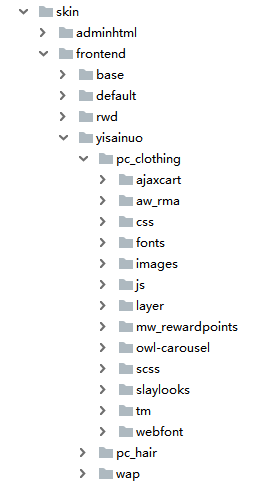 skin
adminhtml
frontend
base
default
rwd
yisainuo
pc_clothing
ajaxcart
aw_rma
css
fonts
images
js
layer
mw_rewardpoints
owl-carousel
scss
slaylooks
tm
webfont
pc_hair
wap